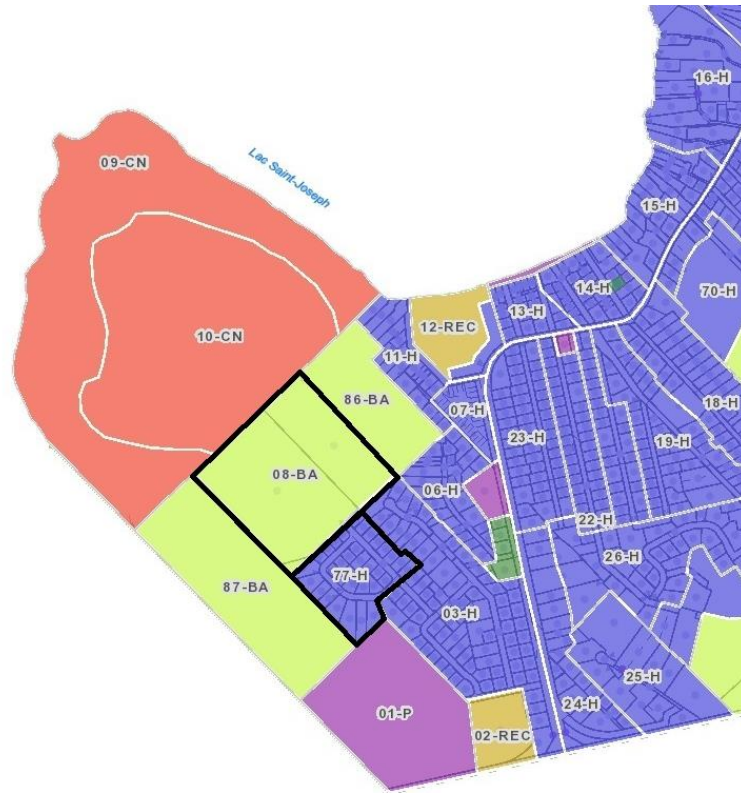 16-H
09-CN
Lac Saint-Joseph
15-H
70-H
14-H
13-H
12-REC
10-CN
11-H
86-BA
07-H
18-H
23-H
19-H
08-BA
06-H
22-H
26-H
77-H
87-BA
03-H
25-H
24-H
01-P
02-REC